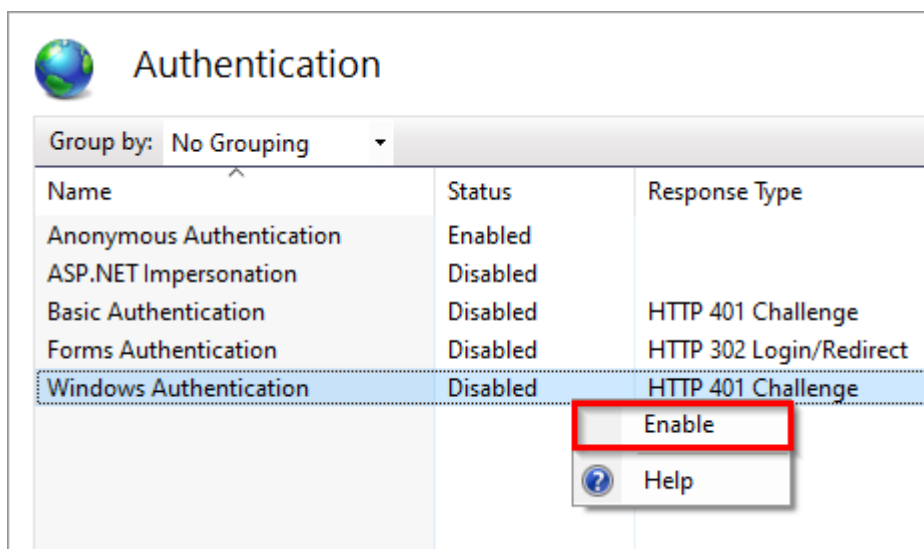 Authentication
Group by: No Grouping
Name Status Response Type
Anonymous Authentication Enabled
ASP.NET Impersonation Disabled
Basic Authentication Disabled HTTP 401 Challenge
Forms Authentication Disabled HTTP 302 Login/Redirect
Windows Authentication Disabled HTTP 401 Challenge
Enable
Help